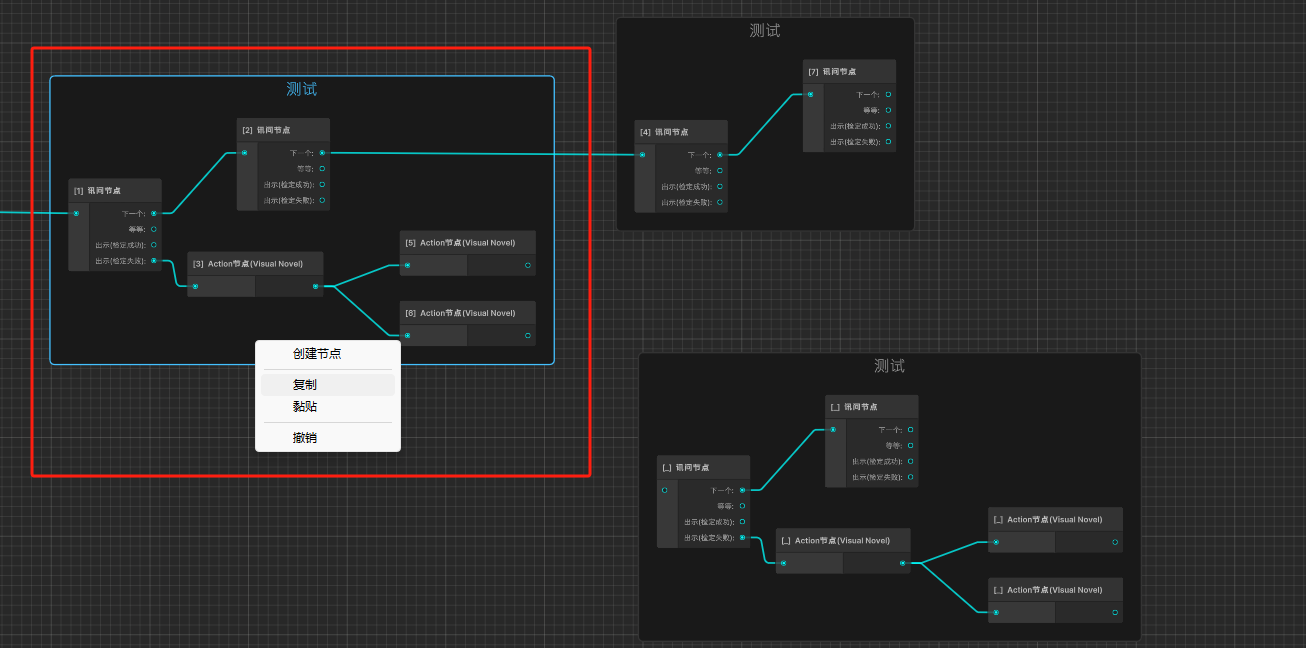 测试
[1] 讯问节点
下一个:
等等:
出示(检定成功):
出示(检定失败):
[2] 讯问节点
下一个:
等等:
出示(检定成功):
出示(检定失败):
[3] Action节点(Visual Novel)
[5] Action节点(Visual Novel)
[6] Action节点(Visual Novel)
创建节点
复制
黏贴
撤销
测试
[4] 讯问节点
下一个:
等等:
出示(检定成功):
出示(检定失败):
[7] 讯问节点
下一个:
等等:
出示(检定成功):
出示(检定失败):
测试
[_] 讯问节点
下一个:
等等:
出示(检定成功):
出示(检定失败):
[_] 讯问节点
下一个:
等等:
出示(检定成功):
出示(检定失败):
[_] Action节点(Visual Novel)
[_] Action节点(Visual Novel)
[_] Action节点(Visual Novel)